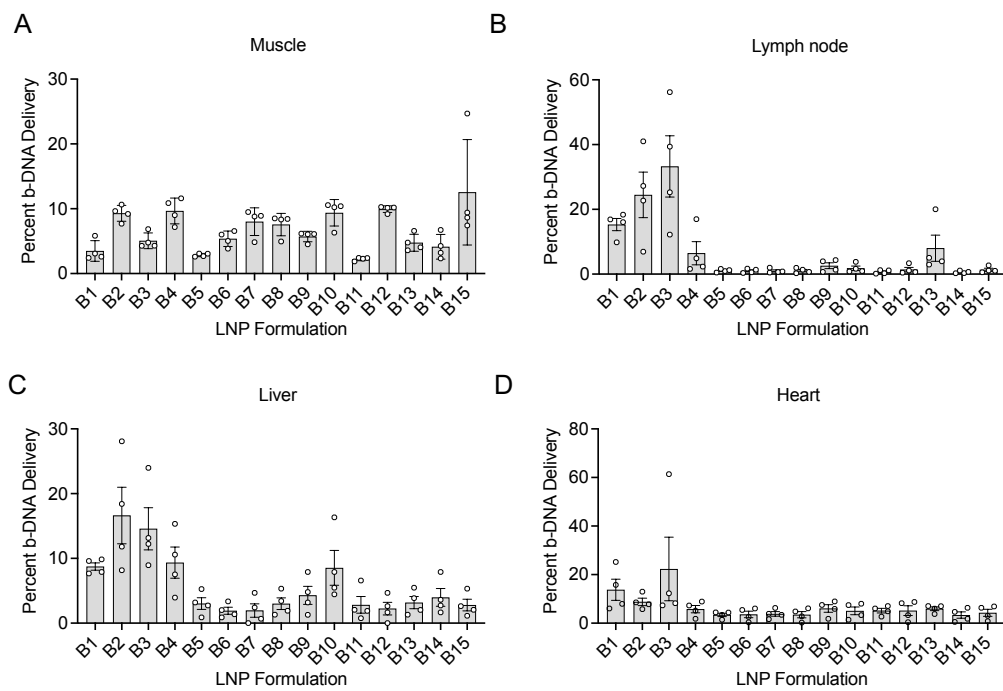 A
Muscle
Percent b-DNA Delivery
30
20
10
0
B1 B2 B3 B4 B5 B6 B7 B8 B9 B10 B11 B12 B13 B14 B15
LNP Formulation
B
Lymph node
Percent b-DNA Delivery
60
40
20
0
B1 B2 B3 B4 B5 B6 B7 B8 B9 B10 B11 B12 B13 B14 B15
LNP Formulation
C
Liver
Percent b-DNA Delivery
30
20
10
0
B1 B2 B3 B4 B5 B6 B7 B8 B9 B10 B11 B12 B13 B14 B15
LNP Formulation
D
Heart
Percent b-DNA Delivery
80
60
40
20
0
B1 B2 B3 B4 B5 B6 B7 B8 B9 B10 B11 B12 B13 B14 B15
LNP Formulation